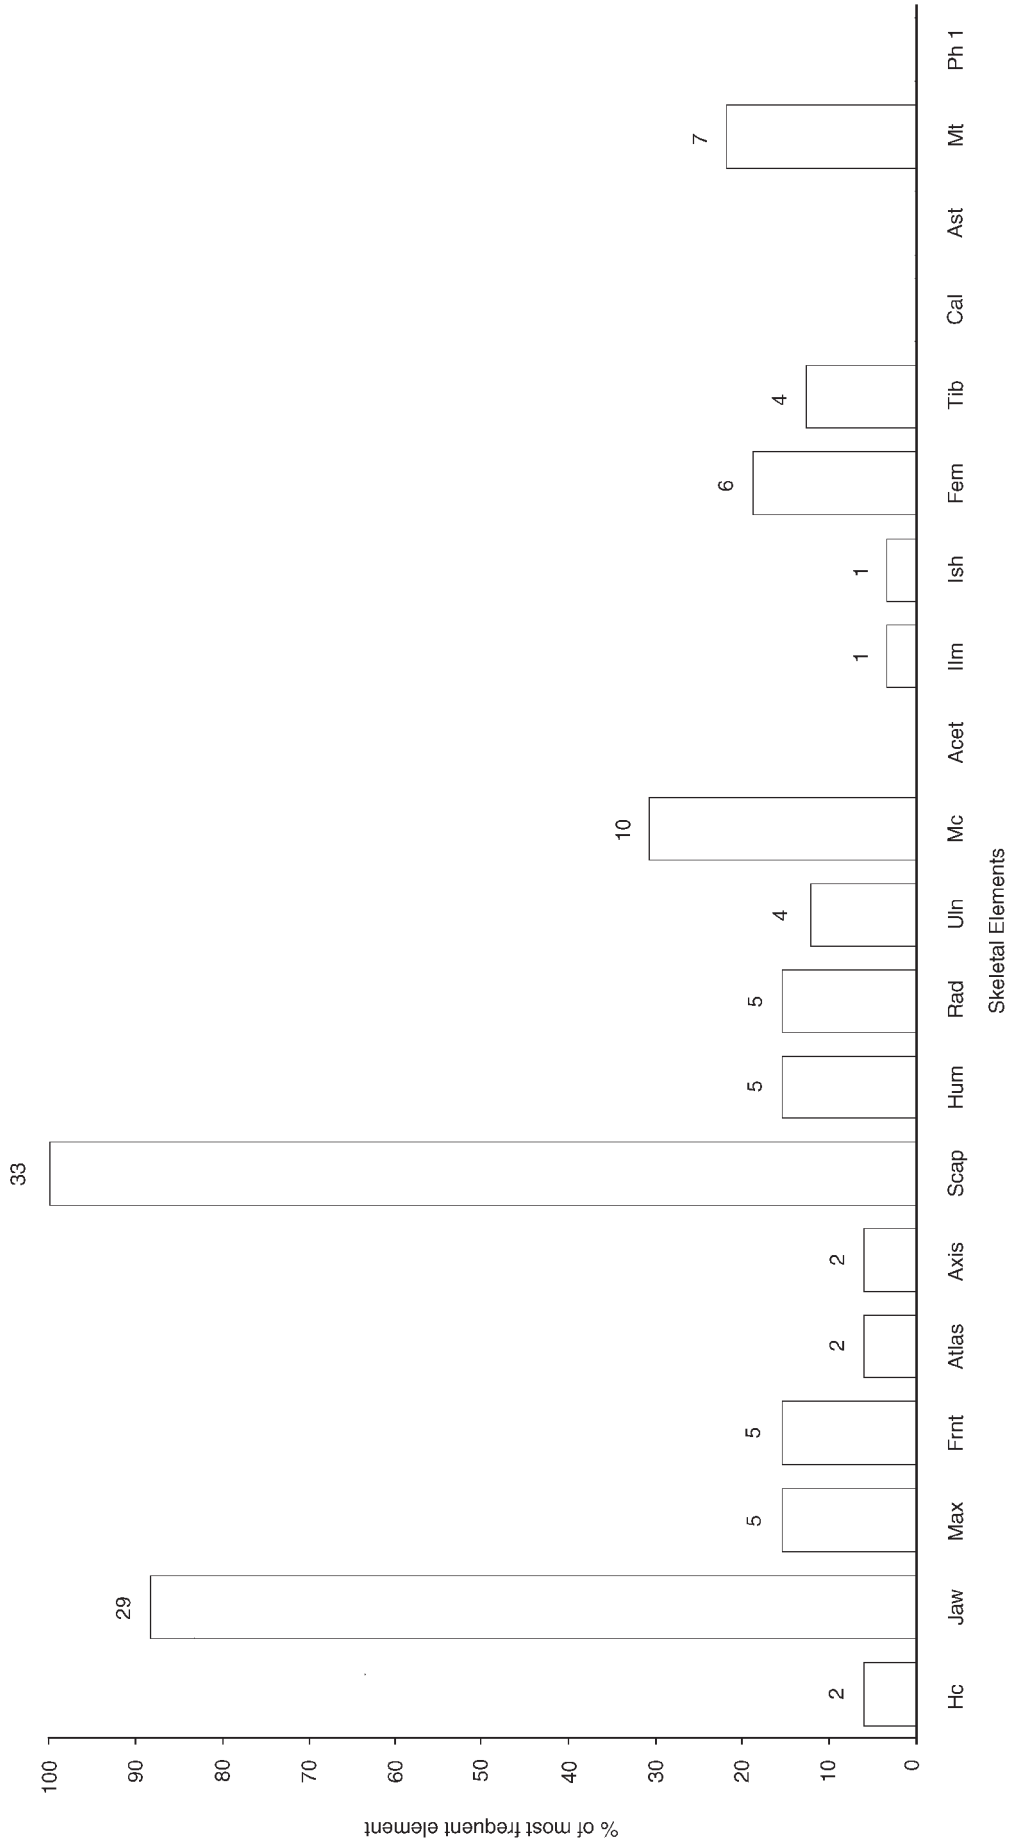 % of most frequent element
100
90
80
70
60
50
40
30
20
10
0
2
29
5
5
2
2
33
5
5
4
10
1
1
6
4
7
Hc
Jaw
Max
Frnt
Atlas
Axis
Scap
Hum
Rad
Uln
Mc
Acet
Ilm
Ish
Fem
Tib
Cal
Ast
Mt
Ph 1
Skeletal Elements